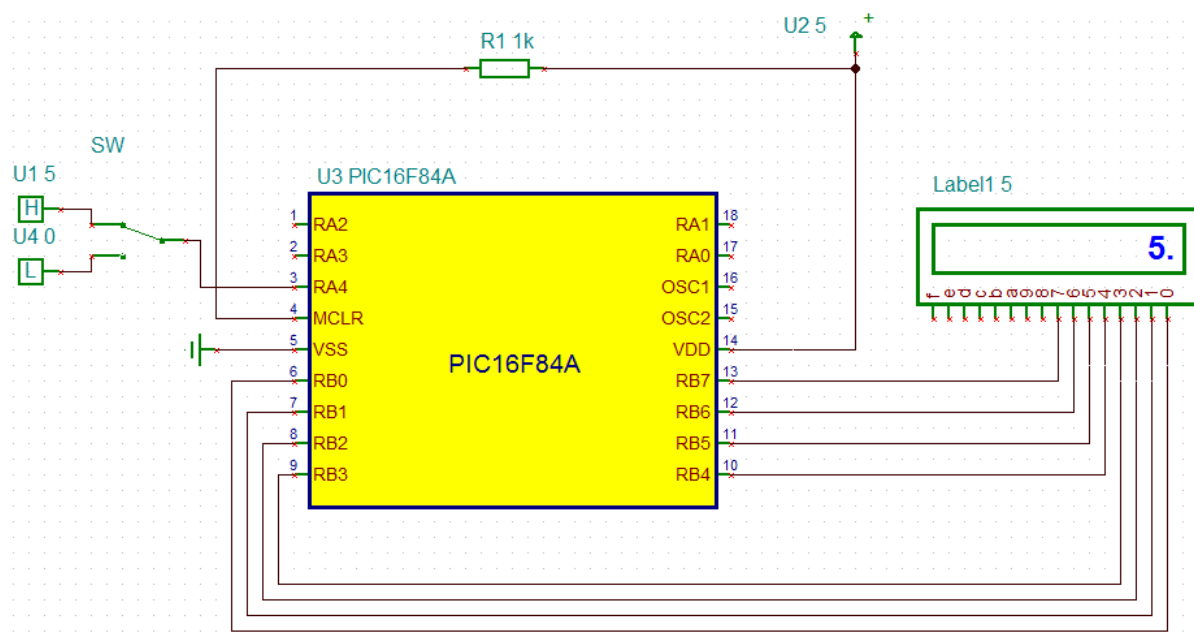 U2 5
+
R1 1k
SW
U1 5
H
U4 0
L
U3 PIC16F84A
Label1 5
5.
f e d c b a 9 8 7 6 5 4 3 2 1 0
1 RA2 RA1 18
2 RA3 RA0 17
3 RA4 OSC1 16
4 MCLR OSC2 15
5 VSS VDD 14
PIC16F84A
6 RB0 RB7 13
7 RB1 RB6 12
8 RB2 RB5 11
9 RB3 RB4 10